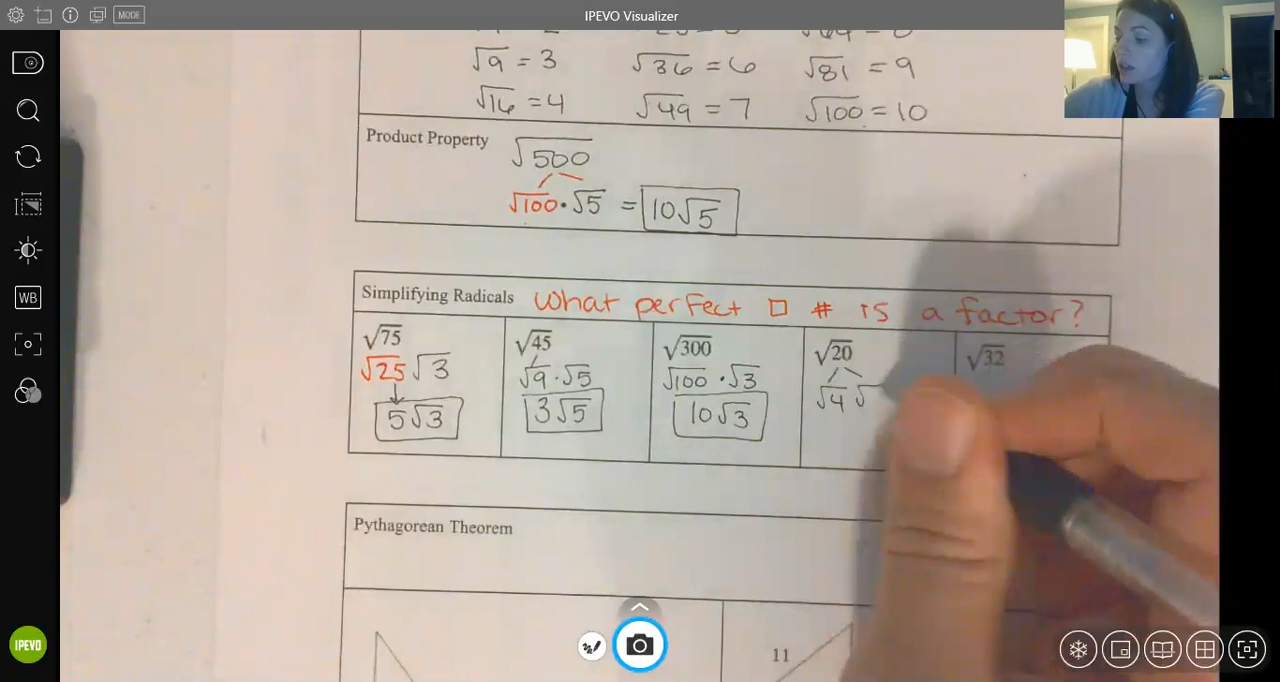 MODE
IPEVO Visualizer
√9 = 3
√36 = 6
√81 = 9
√16 = 4
√49 = 7
√100 = 10
Product Property
√500
√100 • √5 = 10√5
Simplifying Radicals What perfect □ # is a factor?
√75
√25 √3
5√3
√45
√9 · √5
3√5
√300
√100 · √3
10√3
√20
√4 √
√32
Pythagorean Theorem
11
WB
IPEVO